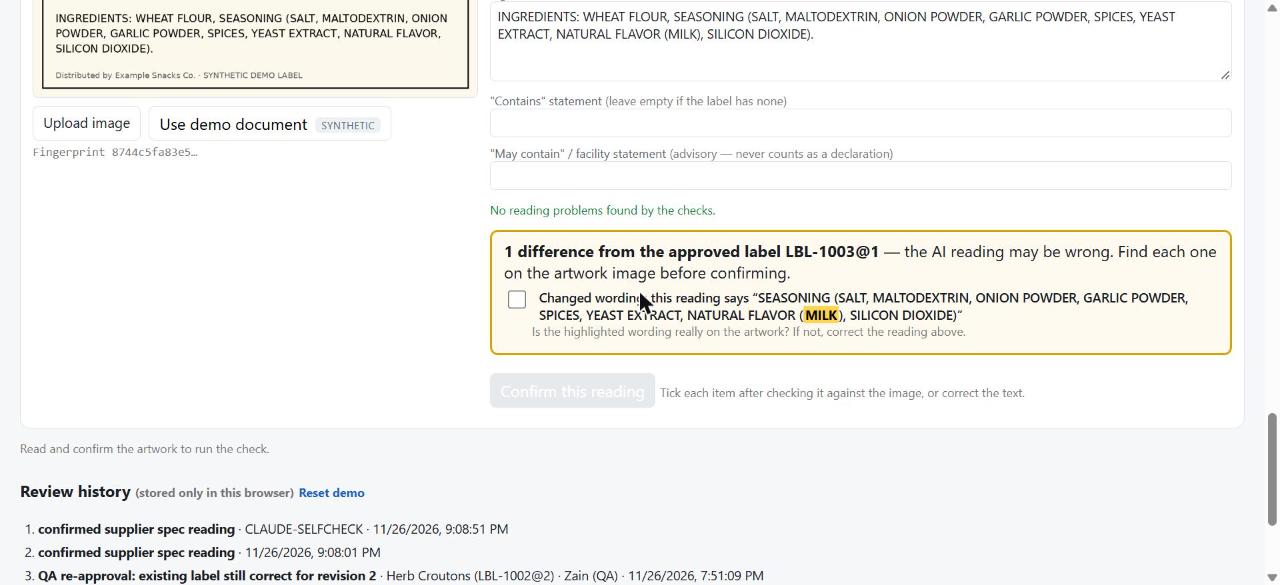 INGREDIENTS: WHEAT FLOUR, SEASONING (SALT, MALTODEXTRIN, ONION
POWDER, GARLIC POWDER, SPICES, YEAST EXTRACT, NATURAL FLAVOR,
SILICON DIOXIDE).
Distributed by Example Snacks Co. · SYNTHETIC DEMO LABEL
Upload image
Use demo document SYNTHETIC
Fingerprint 8744c5fa83e5…
INGREDIENTS: WHEAT FLOUR, SEASONING (SALT, MALTODEXTRIN, ONION POWDER, GARLIC POWDER, SPICES, YEAST
EXTRACT, NATURAL FLAVOR (MILK), SILICON DIOXIDE).
"Contains" statement (leave empty if the label has none)
"May contain" / facility statement (advisory — never counts as a declaration)
No reading problems found by the checks.
1 difference from the approved label LBL-1003@1 — the AI reading may be wrong. Find each one
on the artwork image before confirming.
Changed wording, this reading says “SEASONING (SALT, MALTODEXTRIN, ONION POWDER, GARLIC POWDER,
SPICES, YEAST EXTRACT, NATURAL FLAVOR (MILK), SILICON DIOXIDE)”
Is the highlighted wording really on the artwork? If not, correct the reading above.
Confirm this reading
Tick each item after checking it against the image, or correct the text.
Read and confirm the artwork to run the check.
Review history (stored only in this browser) Reset demo
1. confirmed supplier spec reading · CLAUDE-SELFCHECK · 11/26/2026, 9:08:51 PM
2. confirmed supplier spec reading · 11/26/2026, 9:08:01 PM
3. QA re-approval: existing label still correct for revision 2 · Herb Croutons (LBL-1002@2) · Zain (QA) · 11/26/2026, 7:51:09 PM